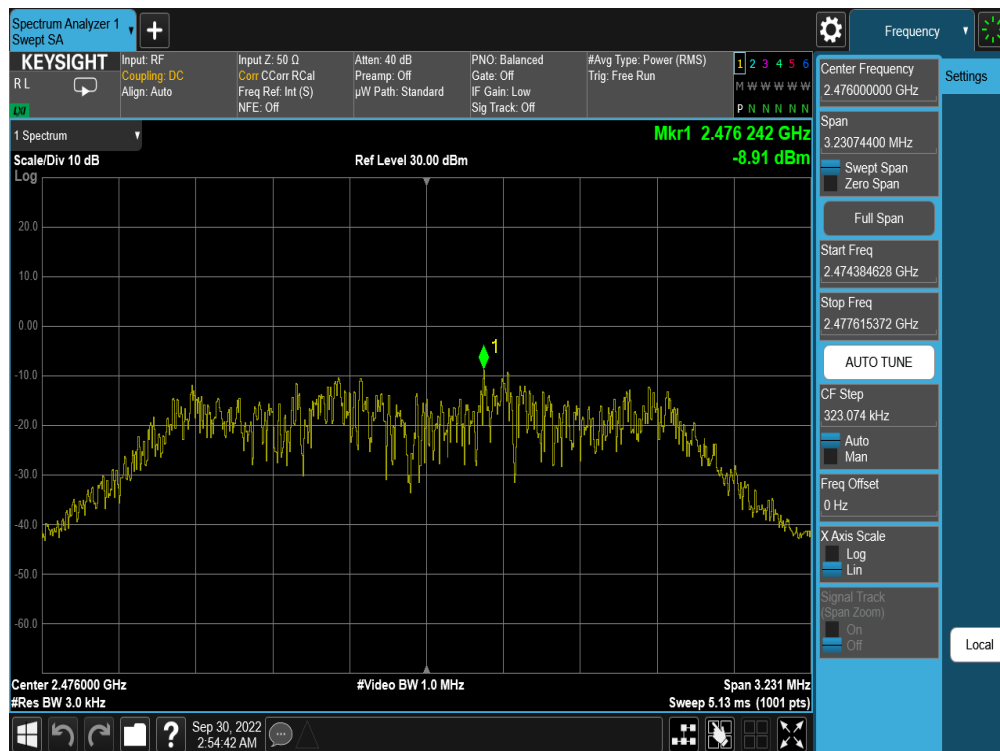 Spectrum Analyzer 1
Swept SA
+
Frequency
KEYSIGHT
R L
LXI
Input: RF
Coupling: DC
Align: Auto
Input Z: 50 Ω
Corr CCorr RCal
Freq Ref: Int (S)
NFE: Off
Atten: 40 dB
Preamp: Off
µW Path: Standard
PNO: Balanced
Gate: Off
IF Gain: Low
Sig Track: Off
#Avg Type: Power (RMS)
Trig: Free Run
1 2 3 4 5 6
M W W W W W
P N N N N N
1 Spectrum
Scale/Div 10 dB
Log
Ref Level 30.00 dBm
Mkr1 2.476 242 GHz
-8.91 dBm
20.0
10.0
0.00
-10.0
-20.0
-30.0
-40.0
-50.0
-60.0
1
Center 2.476000 GHz
#Res BW 3.0 kHz
#Video BW 1.0 MHz
Span 3.231 MHz
Sweep 5.13 ms (1001 pts)
Center Frequency
2.476000000 GHz
Span
3.23074400 MHz
Swept Span
Zero Span
Full Span
Start Freq
2.474384628 GHz
Stop Freq
2.477615372 GHz
AUTO TUNE
CF Step
323.074 kHz
Auto
Man
Freq Offset
0 Hz
X Axis Scale
Log
Lin
Signal Track
(Span Zoom)
On
Off
Settings
Local
?
Sep 30, 2022
2:54:42 AM